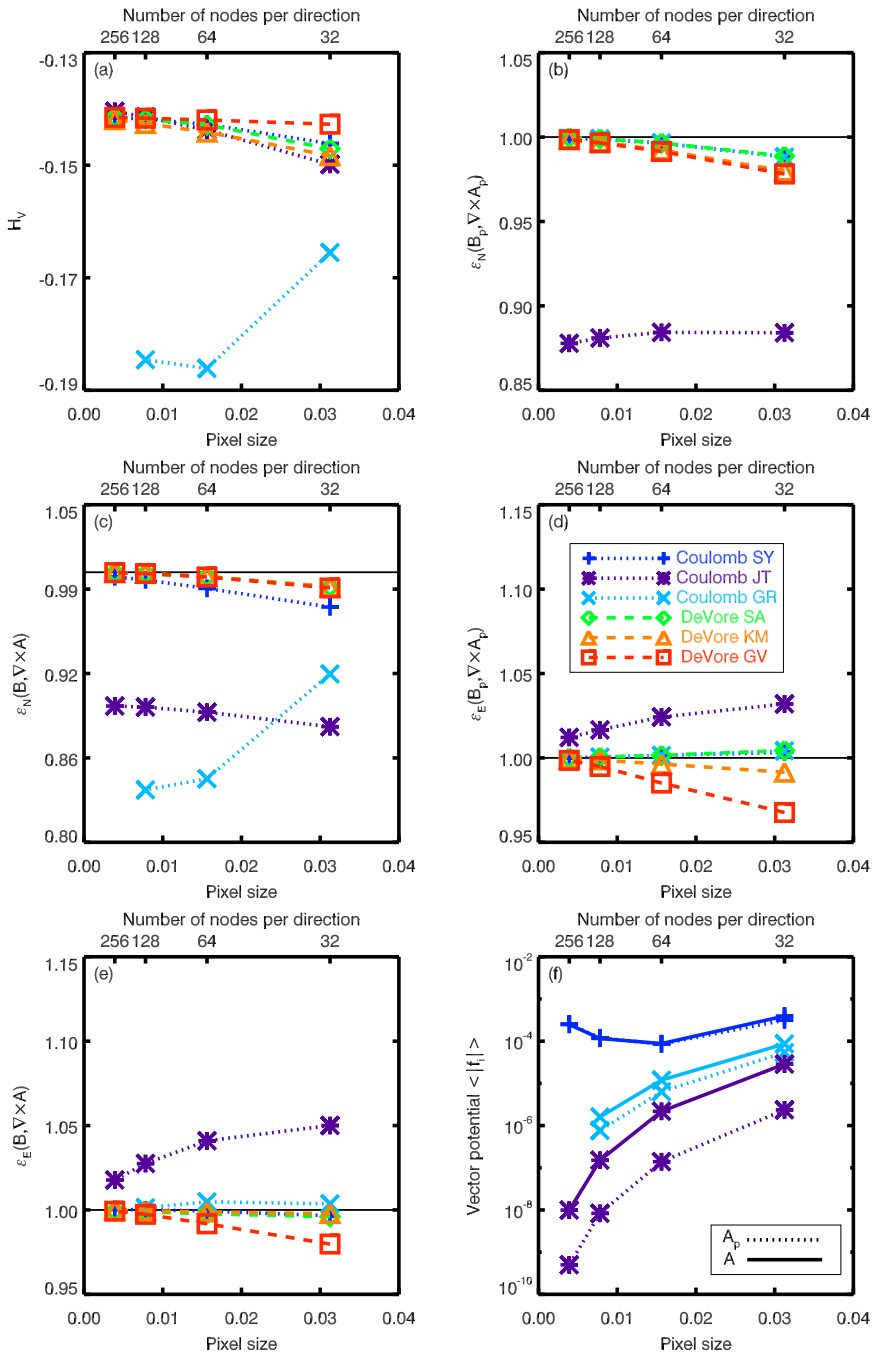 Number of nodes per direction
256 128 64 32
(a)
-0.13
-0.15
-0.17
-0.19
H_V
0.00 0.01 0.02 0.03 0.04
Pixel size
Number of nodes per direction
256 128 64 32
(b)
1.05
1.00
0.95
0.90
0.85
ε_N(B_p,∇×A_p)
0.00 0.01 0.02 0.03 0.04
Pixel size
Number of nodes per direction
256 128 64 32
(c)
1.05
0.99
0.92
0.86
0.80
ε_N(B,∇×A)
0.00 0.01 0.02 0.03 0.04
Pixel size
Number of nodes per direction
256 128 64 32
(d)
1.15
1.10
1.05
1.00
0.95
ε_E(B_p,∇×A_p)
Coulomb SY
Coulomb JT
Coulomb GR
DeVore SA
DeVore KM
DeVore GV
0.00 0.01 0.02 0.03 0.04
Pixel size
Number of nodes per direction
256 128 64 32
(e)
1.15
1.10
1.05
1.00
0.95
ε_E(B,∇×A)
0.00 0.01 0.02 0.03 0.04
Pixel size
Number of nodes per direction
256 128 64 32
(f)
10^-2
10^-4
10^-6
10^-8
10^-10
Vector potential <|f_i|>
A_p
A
0.00 0.01 0.02 0.03 0.04
Pixel size